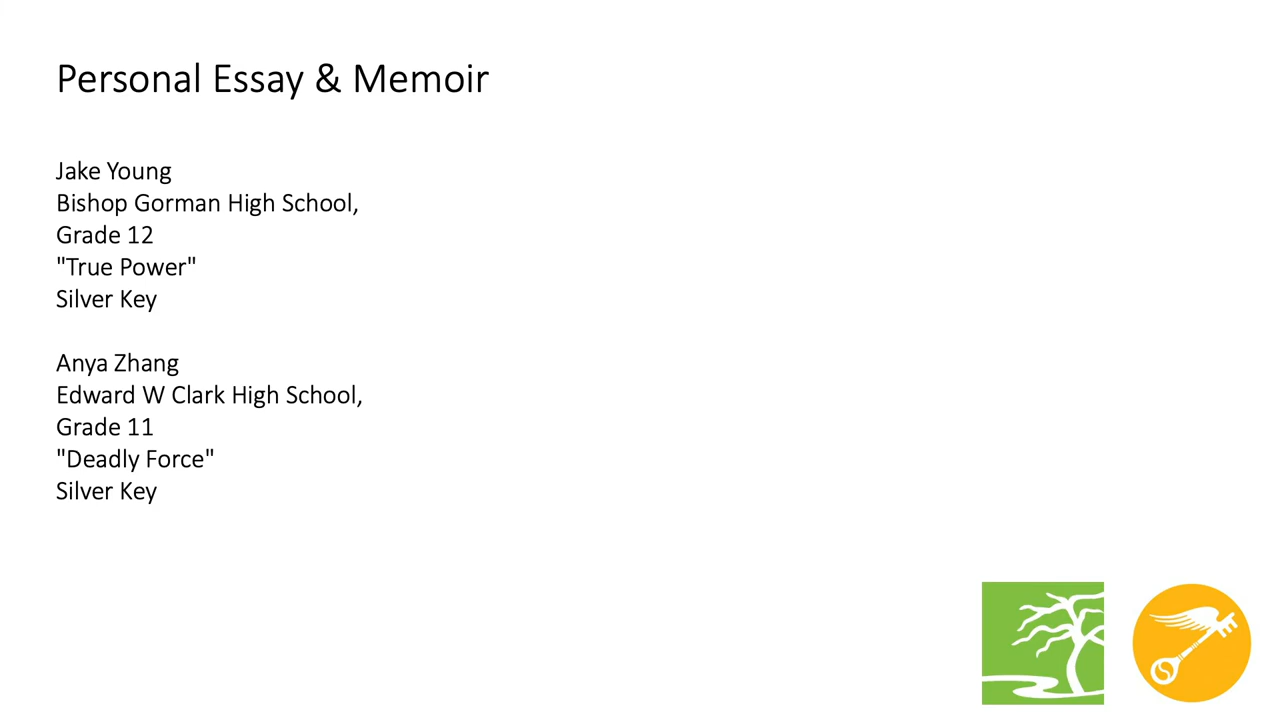 Personal Essay & Memoir
Jake Young
Bishop Gorman High School,
Grade 12
"True Power"
Silver Key
Anya Zhang
Edward W Clark High School,
Grade 11
"Deadly Force"
Silver Key